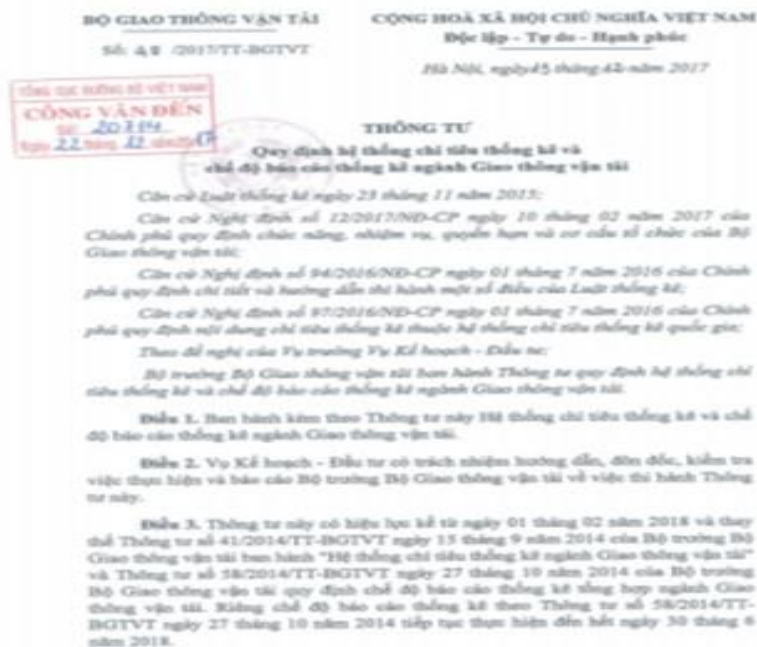 BỘ GIAO THÔNG VẬN TẢI
Số: 48 /2017/TT-BGTVT
CỘNG HOÀ XÃ HỘI CHỦ NGHĨA VIỆT NAM
Độc lập - Tự do - Hạnh phúc
Hà Nội, ngày 15 tháng 12 năm 2017
TỔNG CỤC ĐƯỜNG BỘ VIỆT NAM
CÔNG VĂN ĐẾN
Ngày 22 tháng 12
THÔNG TƯ
Quy định hệ thống chỉ tiêu thống kê và
chế độ báo cáo thống kê ngành Giao thông vận tải
Căn cứ Luật thống kê ngày 23 tháng 11 năm 2015;
Căn cứ Nghị định số 12/2017/NĐ-CP ngày 10 tháng 02 năm 2017 của
Chính phủ quy định chức năng, nhiệm vụ, quyền hạn và cơ cấu tổ chức của Bộ
Giao thông vận tải;
Căn cứ Nghị định số 94/2016/NĐ-CP ngày 01 tháng 7 năm 2016 của Chính
phủ quy định chi tiết và hướng dẫn thi hành một số điều của Luật thống kê;
Căn cứ Nghị định số 97/2016/NĐ-CP ngày 01 tháng 7 năm 2016 của Chính
phủ quy định nội dung chỉ tiêu thống kê thuộc hệ thống chỉ tiêu thống kê quốc gia;
Theo đề nghị của Vụ trưởng Vụ Kế hoạch - Đầu tư;
Bộ trưởng Bộ Giao thông vận tải ban hành Thông tư quy định hệ thống chỉ
tiêu thống kê và chế độ báo cáo thống kê ngành Giao thông vận tải.
Điều 1. Ban hành kèm theo Thông tư này Hệ thống chỉ tiêu thống kê và chế
độ báo cáo thống kê ngành Giao thông vận tải.
Điều 2. Vụ Kế hoạch - Đầu tư có trách nhiệm hướng dẫn, đôn đốc, kiểm tra
việc thực hiện và báo cáo Bộ trưởng Bộ Giao thông vận tải về việc thi hành Thông
tư này.
Điều 3. Thông tư này có hiệu lực kể từ ngày 01 tháng 02 năm 2018 và thay
thế Thông tư số 41/2014/TT-BGTVT ngày 15 tháng 9 năm 2014 của Bộ trưởng Bộ
Giao thông vận tải ban hành "Hệ thống chỉ tiêu thống kê ngành Giao thông vận tải"
và Thông tư số 58/2014/TT-BGTVT ngày 27 tháng 10 năm 2014 của Bộ trưởng
Bộ Giao thông vận tải quy định chế độ báo cáo thống kê tổng hợp ngành Giao
thông vận tải. Riêng chế độ báo cáo thống kê theo Thông tư số 58/2014/TT-
BGTVT ngày 27 tháng 10 năm 2014 tiếp tục thực hiện đến hết ngày 30 tháng 6
năm 2018.